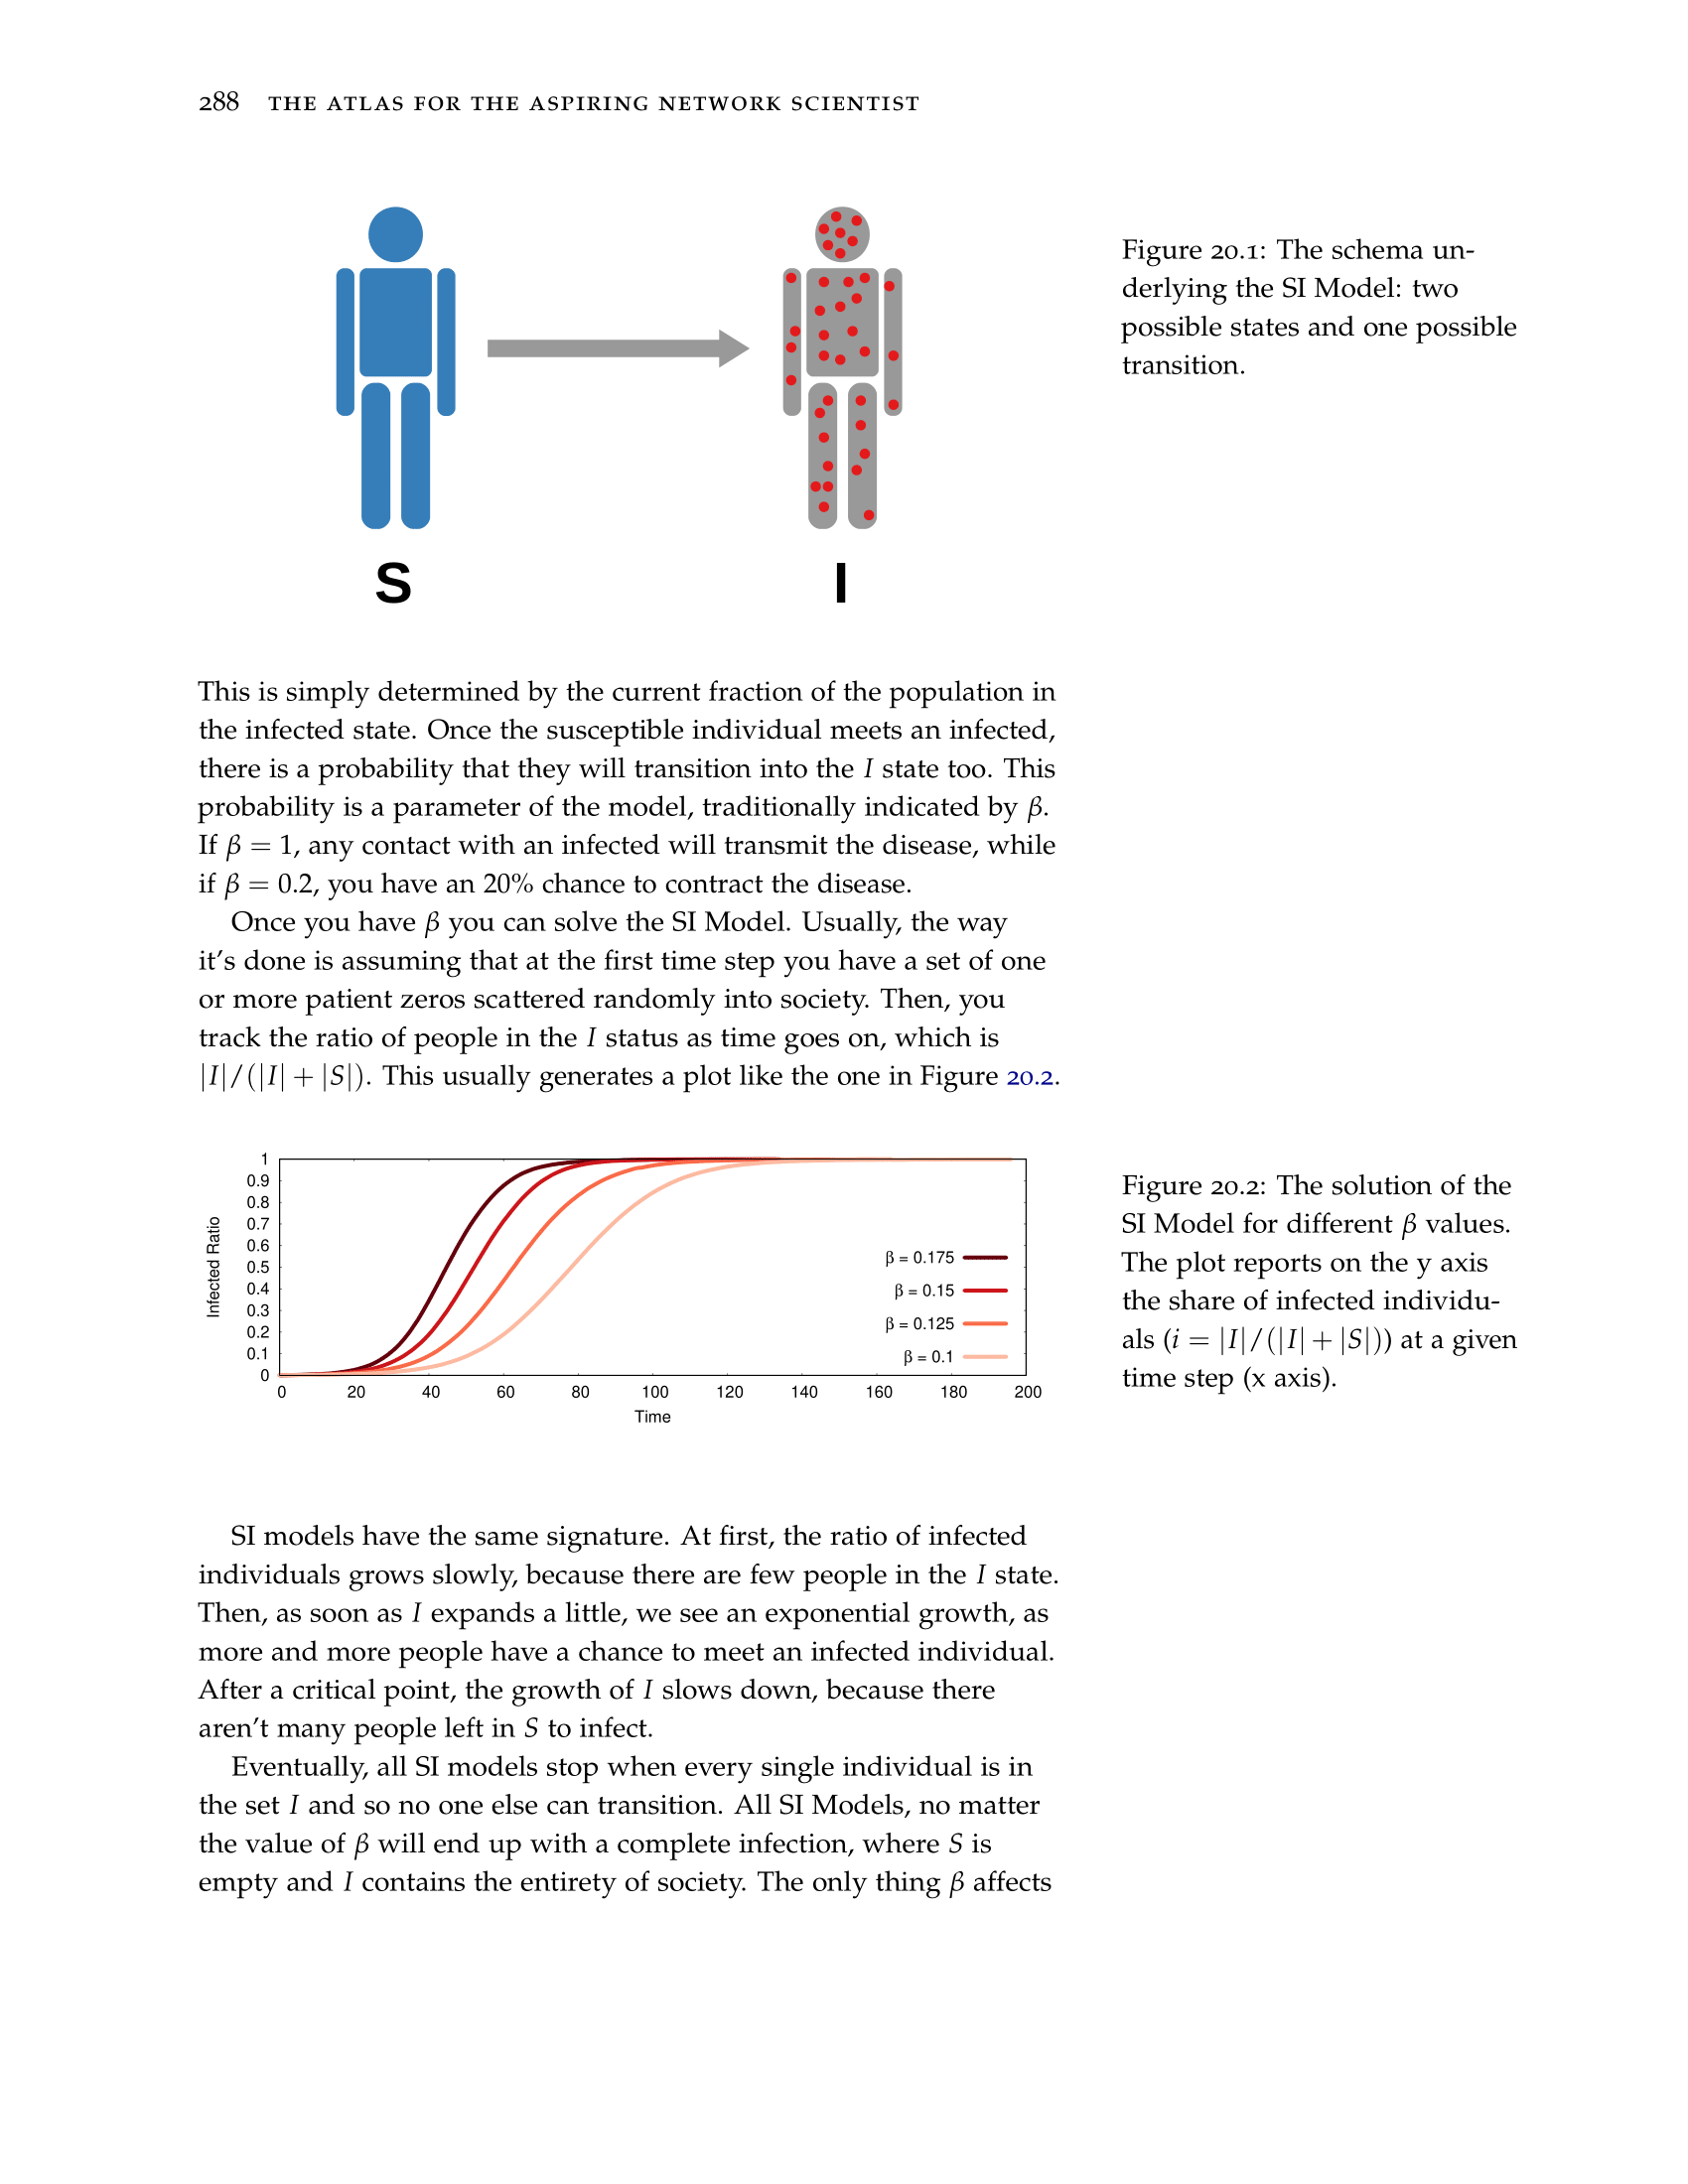 288 THE ATLAS FOR THE ASPIRING NETWORK SCIENTIST
S
I
Figure 20.1: The schema un-
derlying the SI Model: two
possible states and one possible
transition.
This is simply determined by the current fraction of the population in
the infected state. Once the susceptible individual meets an infected,
there is a probability that they will transition into the I state too. This
probability is a parameter of the model, traditionally indicated by β.
If β = 1, any contact with an infected will transmit the disease, while
if β = 0.2, you have an 20% chance to contract the disease.
Once you have β you can solve the SI Model. Usually, the way
it's done is assuming that at the first time step you have a set of one
or more patient zeros scattered randomly into society. Then, you
track the ratio of people in the I status as time goes on, which is
|I|/(|I| + |S|). This usually generates a plot like the one in Figure 20.2.
1
0.9
0.8
0.7
0.6
0.5
0.4
0.3
0.2
0.1
0
Infected Ratio
β = 0.175
β = 0.15
β = 0.125
β = 0.1
0 20 40 60 80 100 120 140 160 180 200
Time
Figure 20.2: The solution of the
SI Model for different β values.
The plot reports on the y axis
the share of infected individu-
als (i = |I|/(|I| + |S|)) at a given
time step (x axis).
SI models have the same signature. At first, the ratio of infected
individuals grows slowly, because there are few people in the I state.
Then, as soon as I expands a little, we see an exponential growth, as
more and more people have a chance to meet an infected individual.
After a critical point, the growth of I slows down, because there
aren't many people left in S to infect.
Eventually, all SI models stop when every single individual is in
the set I and so no one else can transition. All SI Models, no matter
the value of β will end up with a complete infection, where S is
empty and I contains the entirety of society. The only thing β affects